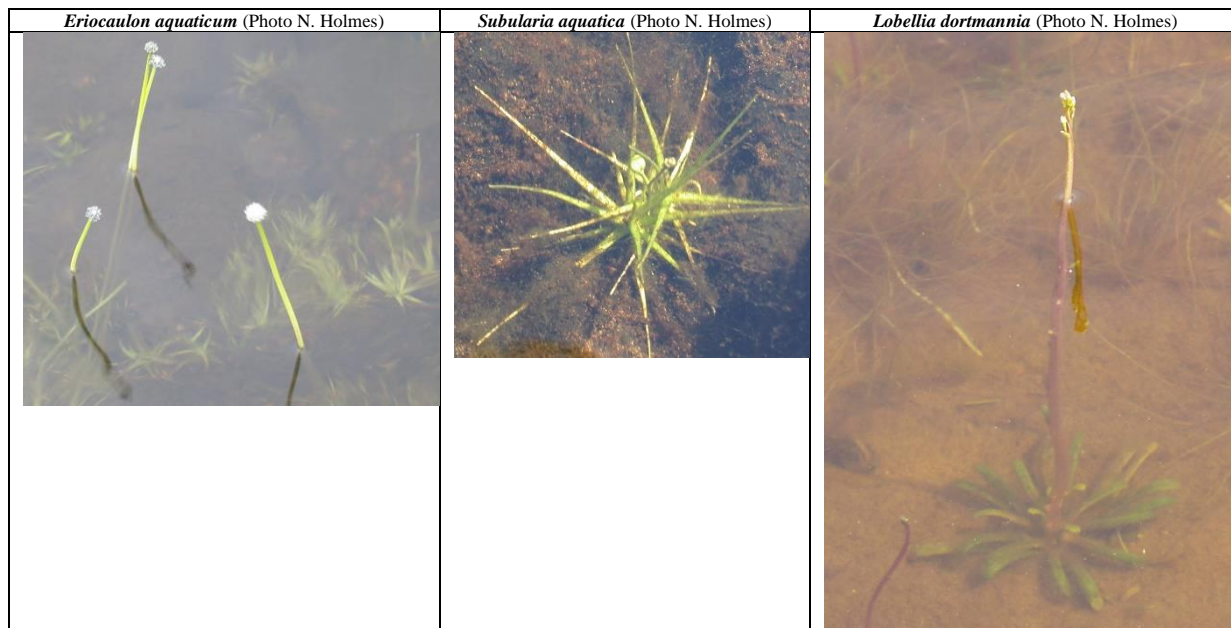 Eriocaulon aquaticum (Photo N. Holmes)
Subularia aquatica (Photo N. Holmes)
Lobellia dortmannia (Photo N. Holmes)